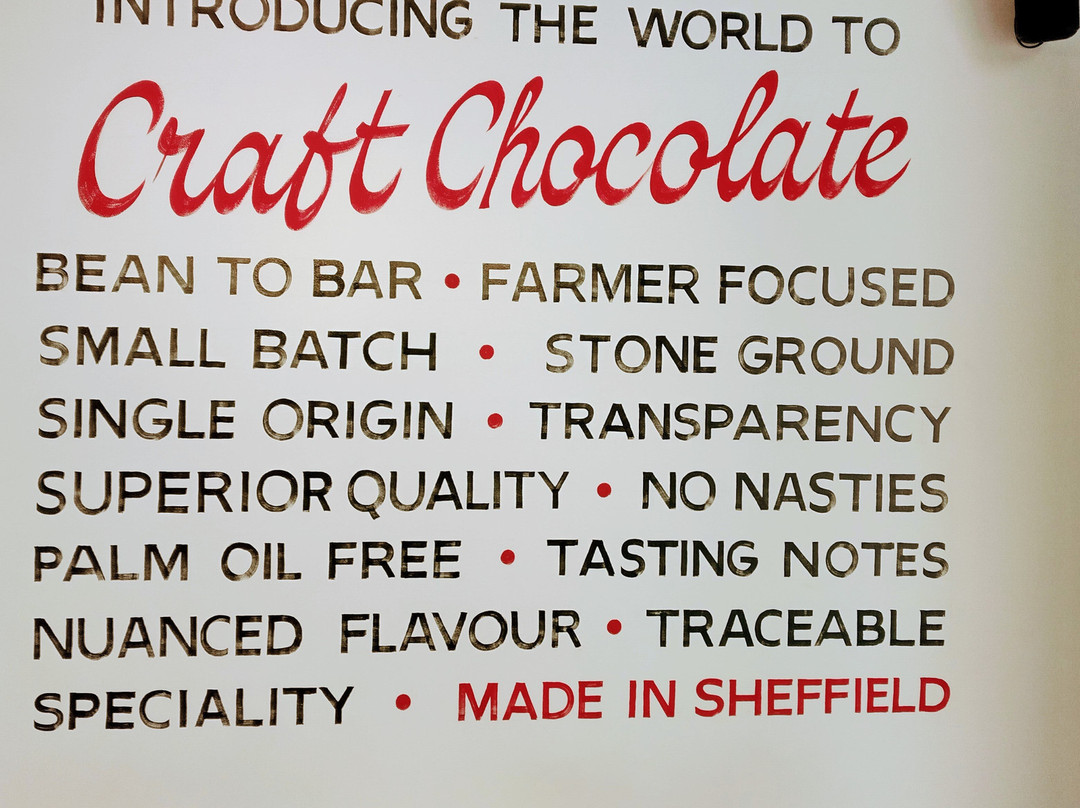 INTRODUCING THE WORLD TO
Craft Chocolate
BEAN TO BAR • FARMER FOCUSED
SMALL BATCH • STONE GROUND
SINGLE ORIGIN • TRANSPARENCY
SUPERIOR QUALITY • NO NASTIES
PALM OIL FREE • TASTING NOTES
NUANCED FLAVOUR • TRACEABLE
SPECIALITY • MADE IN SHEFFIELD